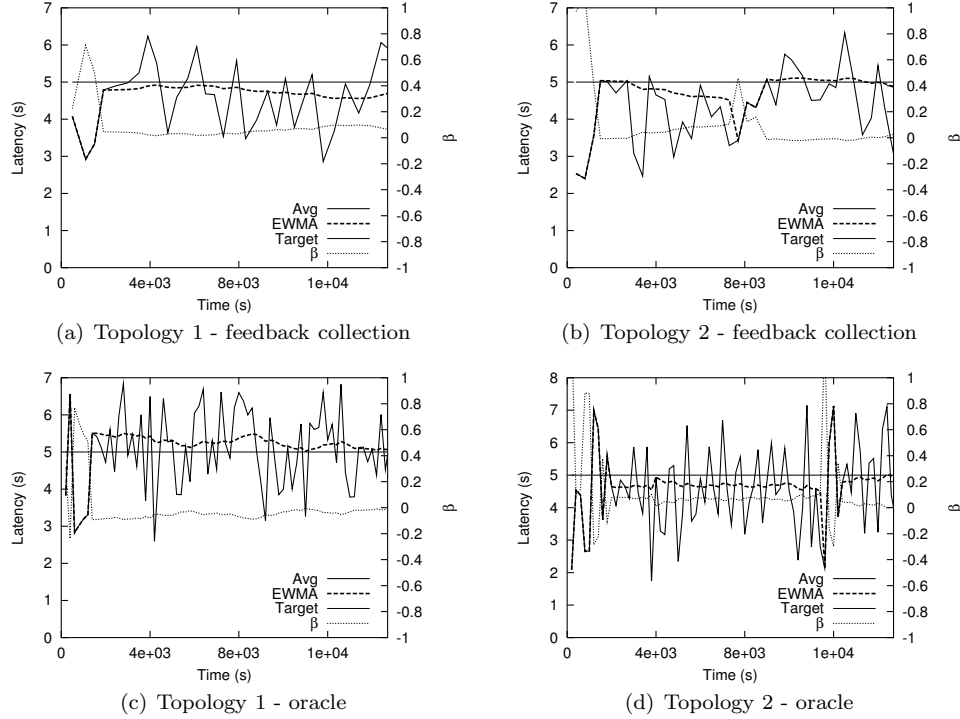 7
6
5
4
3
2
1
0
Latency (s)
1
0.8
0.6
0.4
0.2
0
-0.2
-0.4
-0.6
-0.8
-1
β
Avg
EWMA
Target
β
0 4e+03 8e+03 1e+04
Time (s)
(a) Topology 1 - feedback collection
7
6
5
4
3
2
1
0
Latency (s)
1
0.8
0.6
0.4
0.2
0
-0.2
-0.4
-0.6
-0.8
-1
β
Avg
EWMA
Target
β
0 4e+03 8e+03 1e+04
Time (s)
(b) Topology 2 - feedback collection
7
6
5
4
3
2
1
0
Latency (s)
1
0.8
0.6
0.4
0.2
0
-0.2
-0.4
-0.6
-0.8
-1
β
Avg
EWMA
Target
β
0 4e+03 8e+03 1e+04
Time (s)
(c) Topology 1 - oracle
8
7
6
5
4
3
2
1
0
Latency (s)
1
0.8
0.6
0.4
0.2
0
-0.2
-0.4
-0.6
-0.8
-1
β
Avg
EWMA
Target
β
0 4e+03 8e+03 1e+04
Time (s)
(d) Topology 2 - oracle